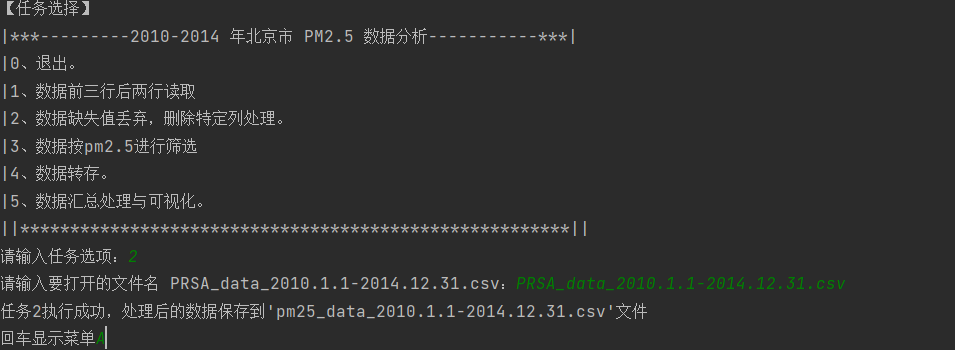 【任务选择】
|***---------2010-2014 年北京市 PM2.5 数据分析-----------***|
|0、退出。
|1、数据前三行后两行读取
|2、数据缺失值丢弃，删除特定列处理。
|3、数据按pm2.5进行筛选
|4、数据转存。
|5、数据汇总处理与可视化。
||*******************************************************||
请输入任务选项：2
请输入要打开的文件名 PRSA_data_2010.1.1-2014.12.31.csv：PRSA_data_2010.1.1-2014.12.31.csv
任务2执行成功，处理后的数据保存到'pm25_data_2010.1.1-2014.12.31.csv'文件
回车显示菜单A